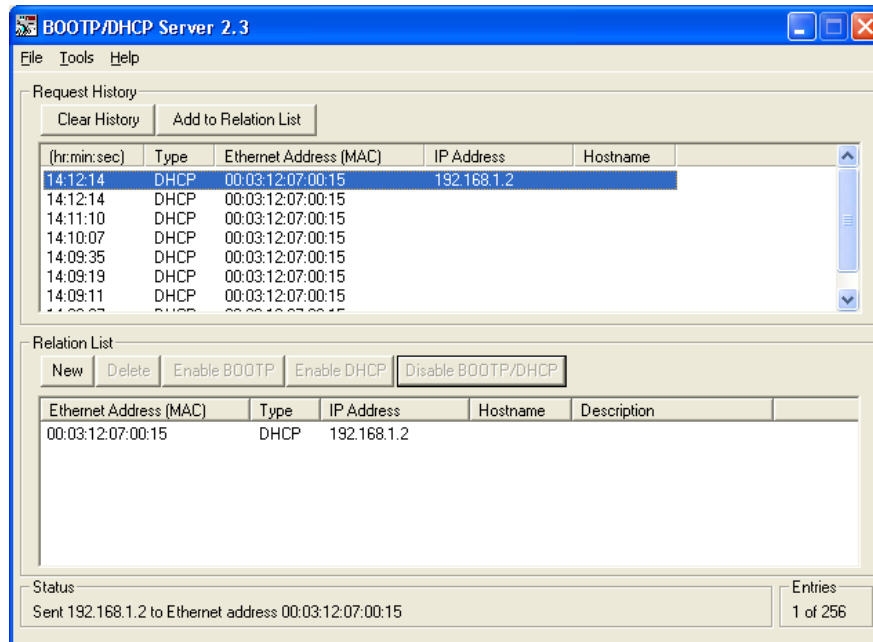 BOOTP/DHCP Server 2.3
File Tools Help
Request History
Clear History Add to Relation List
(hr:min:sec) Type Ethernet Address (MAC) IP Address Hostname
14:12:14 DHCP 00:03:12:07:00:15 192.168.1.2
14:12:14 DHCP 00:03:12:07:00:15
14:11:10 DHCP 00:03:12:07:00:15
14:10:07 DHCP 00:03:12:07:00:15
14:09:35 DHCP 00:03:12:07:00:15
14:09:19 DHCP 00:03:12:07:00:15
14:09:11 DHCP 00:03:12:07:00:15
Relation List
New Delete Enable BOOTP Enable DHCP Disable BOOTP/DHCP
Ethernet Address (MAC) Type IP Address Hostname Description
00:03:12:07:00:15 DHCP 192.168.1.2
Status
Sent 192.168.1.2 to Ethernet address 00:03:12:07:00:15
Entries
1 of 256